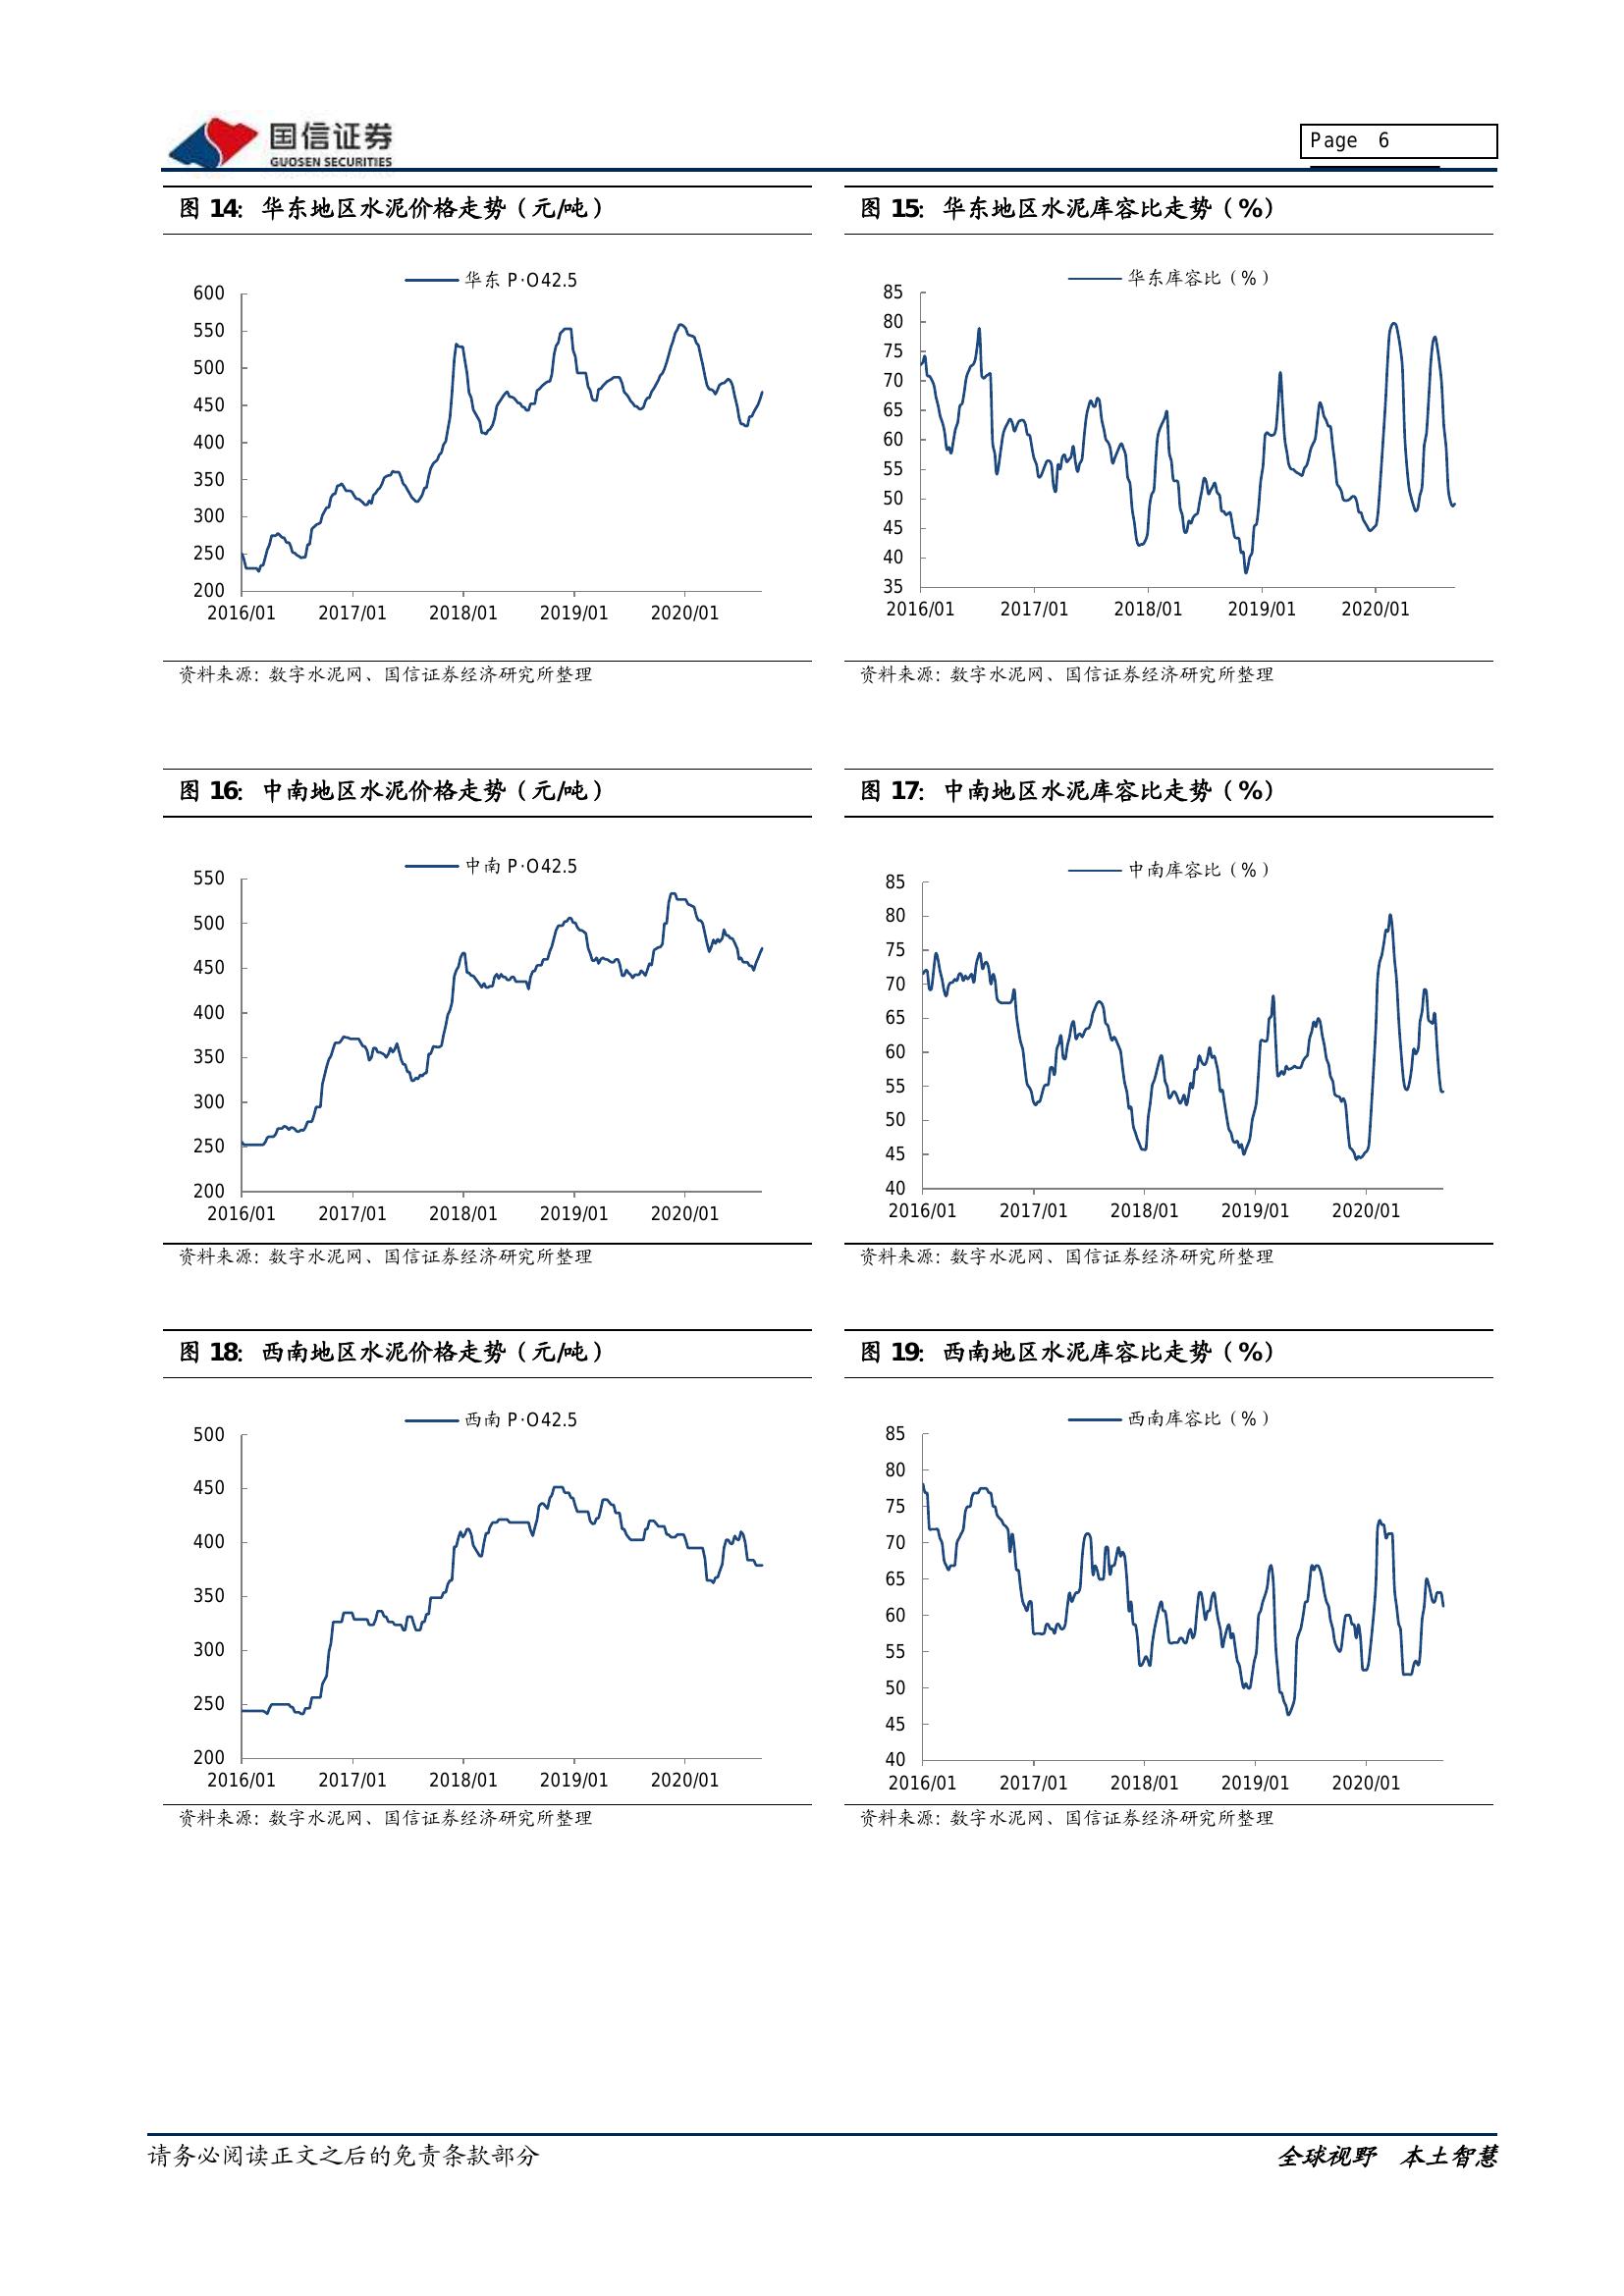 国信证券
GUOSEN SECURITIES
Page 6
图 14: 华东地区水泥价格走势（元/吨）
华东 P·O42.5
600
550
500
450
400
350
300
250
200
2016/01 2017/01 2018/01 2019/01 2020/01
资料来源：数字水泥网、国信证券经济研究所整理
图 15: 华东地区水泥库容比走势（%）
华东库容比（%）
85
80
75
70
65
60
55
50
45
40
35
2016/01 2017/01 2018/01 2019/01 2020/01
资料来源：数字水泥网、国信证券经济研究所整理
图 16: 中南地区水泥价格走势（元/吨）
中南 P·O42.5
550
500
450
400
350
300
250
200
2016/01 2017/01 2018/01 2019/01 2020/01
资料来源：数字水泥网、国信证券经济研究所整理
图 17: 中南地区水泥库容比走势（%）
中南库容比（%）
85
80
75
70
65
60
55
50
45
40
2016/01 2017/01 2018/01 2019/01 2020/01
资料来源：数字水泥网、国信证券经济研究所整理
图 18: 西南地区水泥价格走势（元/吨）
西南 P·O42.5
500
450
400
350
300
250
200
2016/01 2017/01 2018/01 2019/01 2020/01
资料来源：数字水泥网、国信证券经济研究所整理
图 19: 西南地区水泥库容比走势（%）
西南库容比（%）
85
80
75
70
65
60
55
50
45
40
2016/01 2017/01 2018/01 2019/01 2020/01
资料来源：数字水泥网、国信证券经济研究所整理
请务必阅读正文之后的免责条款部分
全球视野 本土智慧